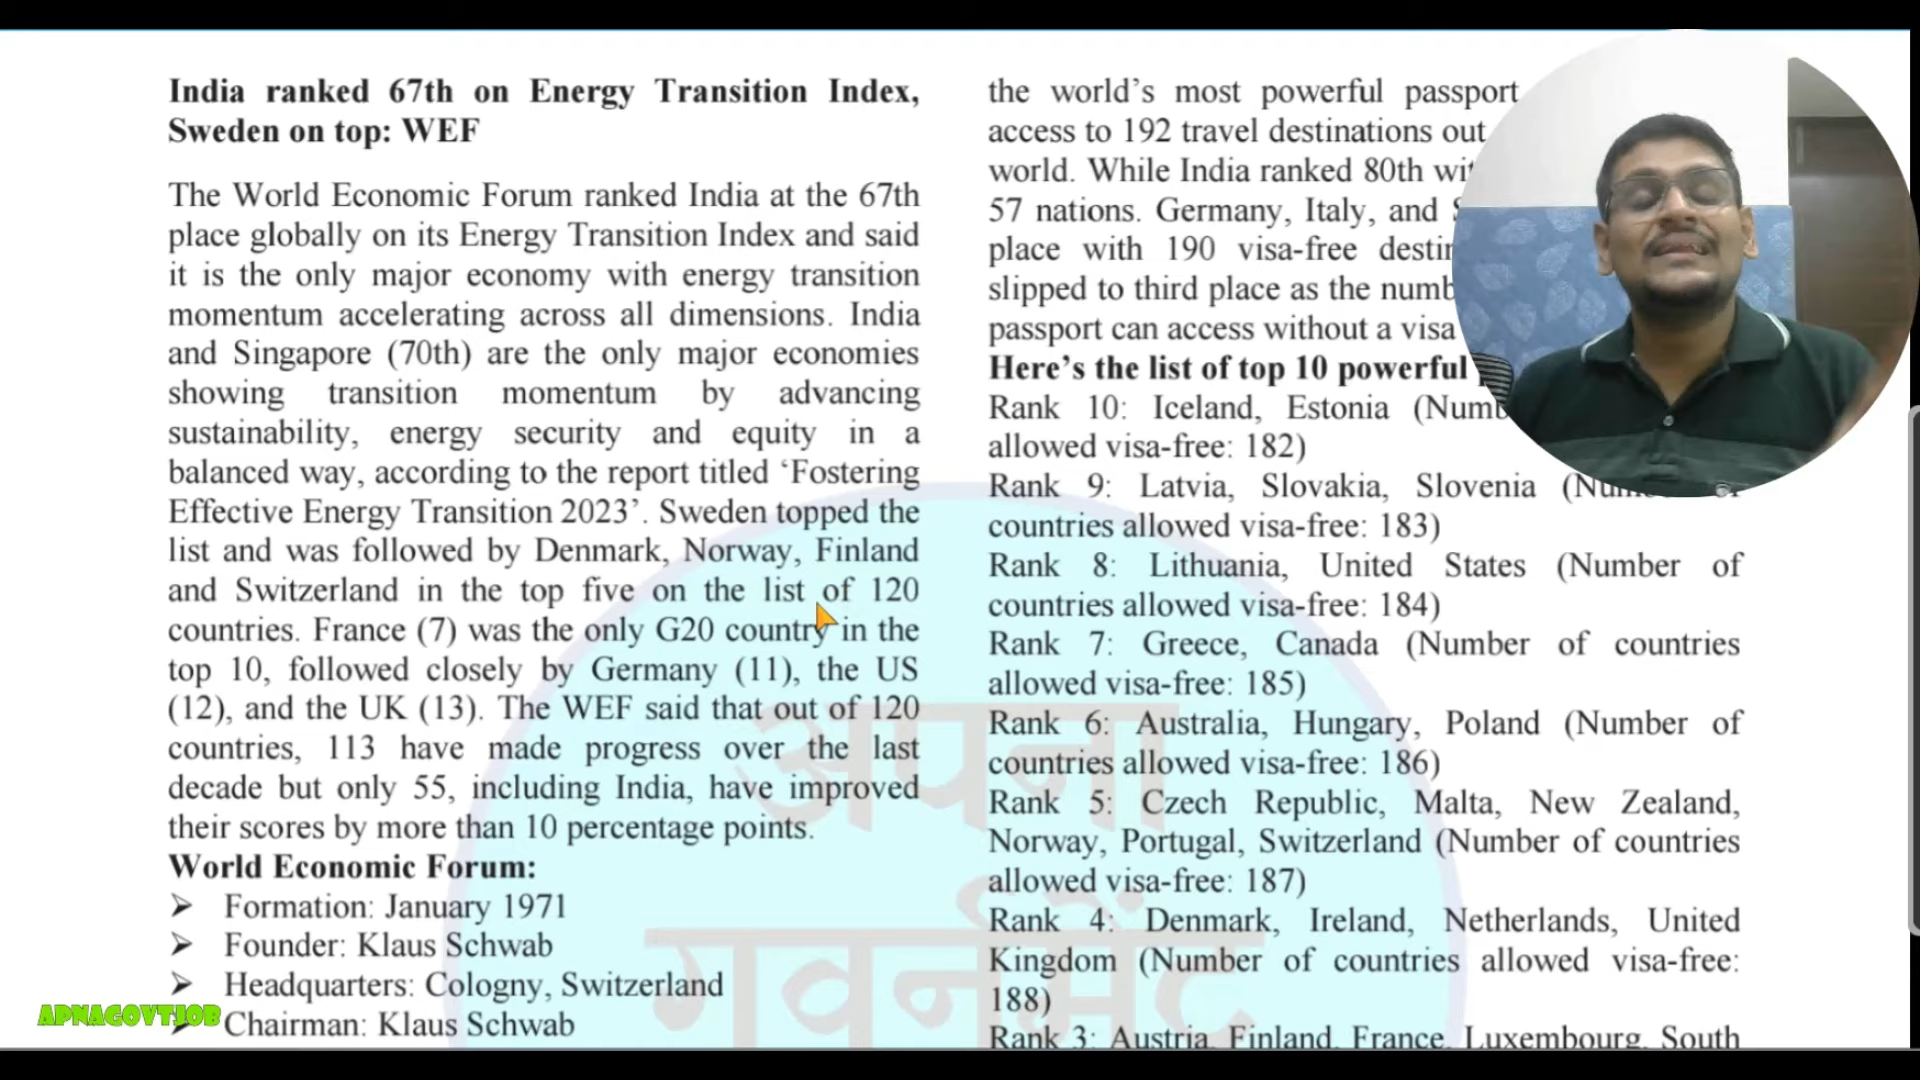 India ranked 67th on Energy Transition Index,
Sweden on top: WEF
The World Economic Forum ranked India at the 67th
place globally on its Energy Transition Index and said
it is the only major economy with energy transition
momentum accelerating across all dimensions. India
and Singapore (70th) are the only major economies
showing transition momentum by advancing
sustainability, energy security and equity in a
balanced way, according to the report titled ‘Fostering
Effective Energy Transition 2023’. Sweden topped the
list and was followed by Denmark, Norway, Finland
and Switzerland in the top five on the list of 120
countries. France (7) was the only G20 country in the
top 10, followed closely by Germany (11), the US
(12), and the UK (13). The WEF said that out of 120
countries, 113 have made progress over the last
decade but only 55, including India, have improved
their scores by more than 10 percentage points.
World Economic Forum:
➢ Formation: January 1971
➢ Founder: Klaus Schwab
➢ Headquarters: Cologny, Switzerland
➢ Chairman: Klaus Schwab
the world’s most powerful passport
access to 192 travel destinations out
world. While India ranked 80th
57 nations. Germany, Italy, and
place with 190 visa-free
slipped to third place as the
passport can access without a visa
Here’s the list of top 10 powerful
Rank 10: Iceland, Estonia
allowed visa-free: 182)
Rank 9: Latvia, Slovakia, Slovenia
countries allowed visa-free: 183)
Rank 8: Lithuania, United States (Number of
countries allowed visa-free: 184)
Rank 7: Greece, Canada (Number of countries
allowed visa-free: 185)
Rank 6: Australia, Hungary, Poland (Number of
countries allowed visa-free: 186)
Rank 5: Czech Republic, Malta, New Zealand,
Norway, Portugal, Switzerland (Number of countries
allowed visa-free: 187)
Rank 4: Denmark, Ireland, Netherlands, United
Kingdom (Number of countries allowed visa-free:
188)
Rank 3: Austria, Finland, France, Luxembourg, South
अपना
गवर्नमेंट
APNAGOVTJOB